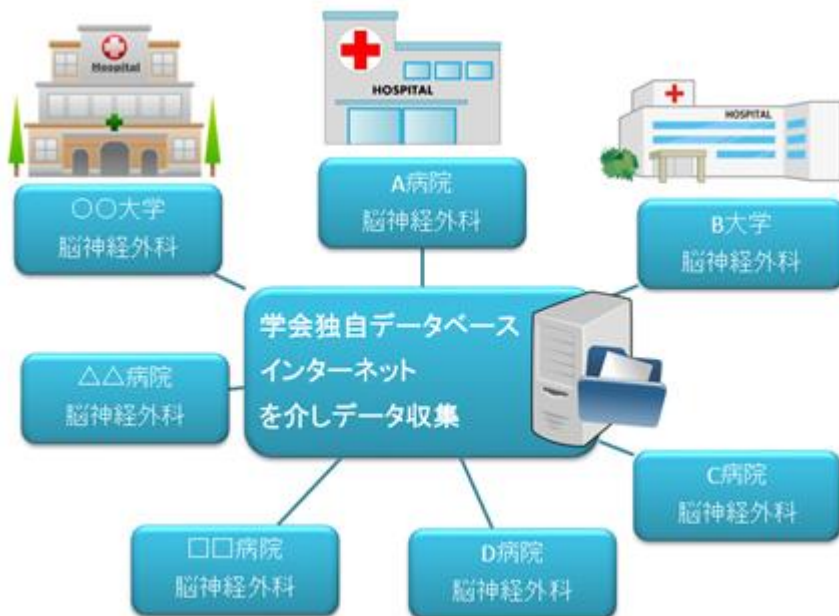 Hospital
HOSPITAL
HOSPITAL
○○大学
脳神経外科
A病院
脳神経外科
B大学
脳神経外科
学会独自データベース
インターネット
を介しデータ収集
△△病院
脳神経外科
C病院
脳神経外科
□□病院
脳神経外科
D病院
脳神経外科